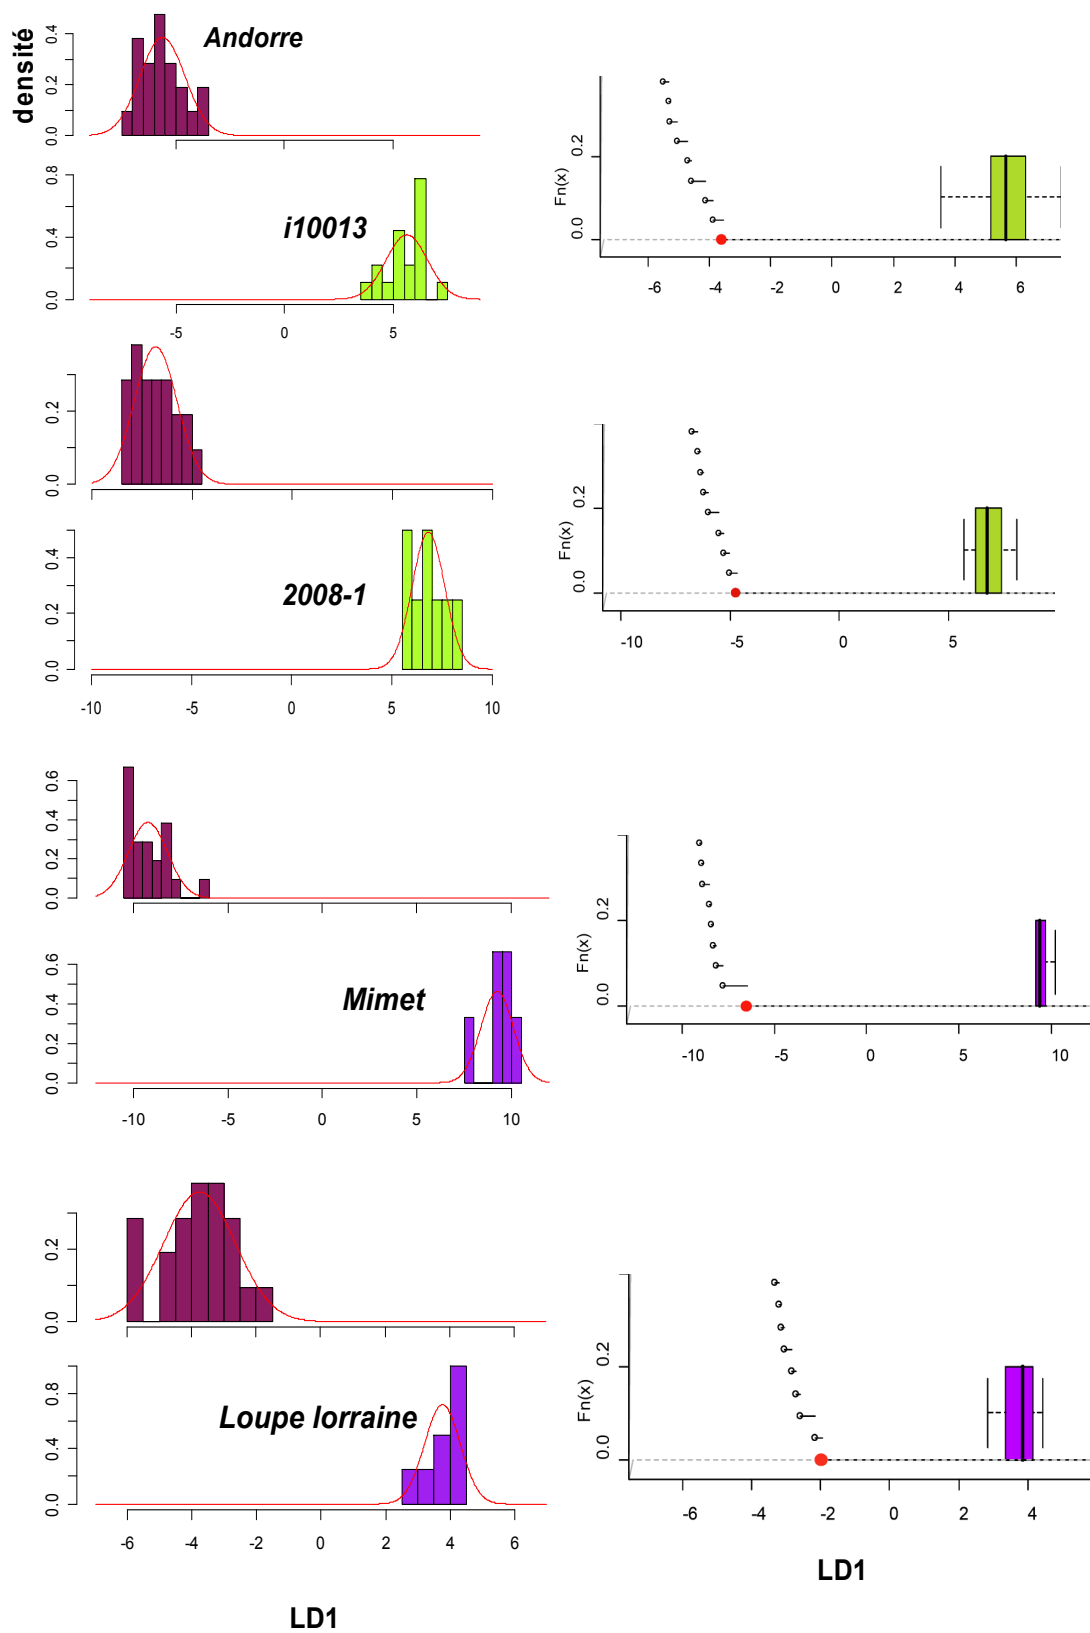 densité
Andorre
0.0 0.2 0.4
i10013
0.0 0.4 0.8
-5 0 5
Fn(x)
0.0 0.2
-6 -4 -2 0 2 4 6
0.0 0.2
2008-1
0.0 0.2 0.4
-10 -5 0 5 10
Fn(x)
0.0 0.2
-10 -5 0 5
0.0 0.2 0.4 0.6
Mimet
0.0 0.2 0.4 0.6
-10 -5 0 5 10
Fn(x)
0.0 0.2
-10 -5 0 5 10
0.0 0.2
Loupe lorraine
0.0 0.4 0.8
-6 -4 -2 0 2 4 6
LD1
Fn(x)
0.0 0.2
-6 -4 -2 0 2 4
LD1